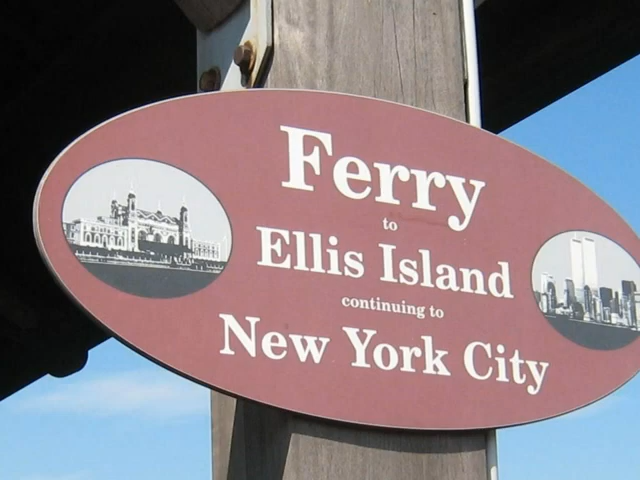 Ferry
to
Ellis Island
continuing to
New York City